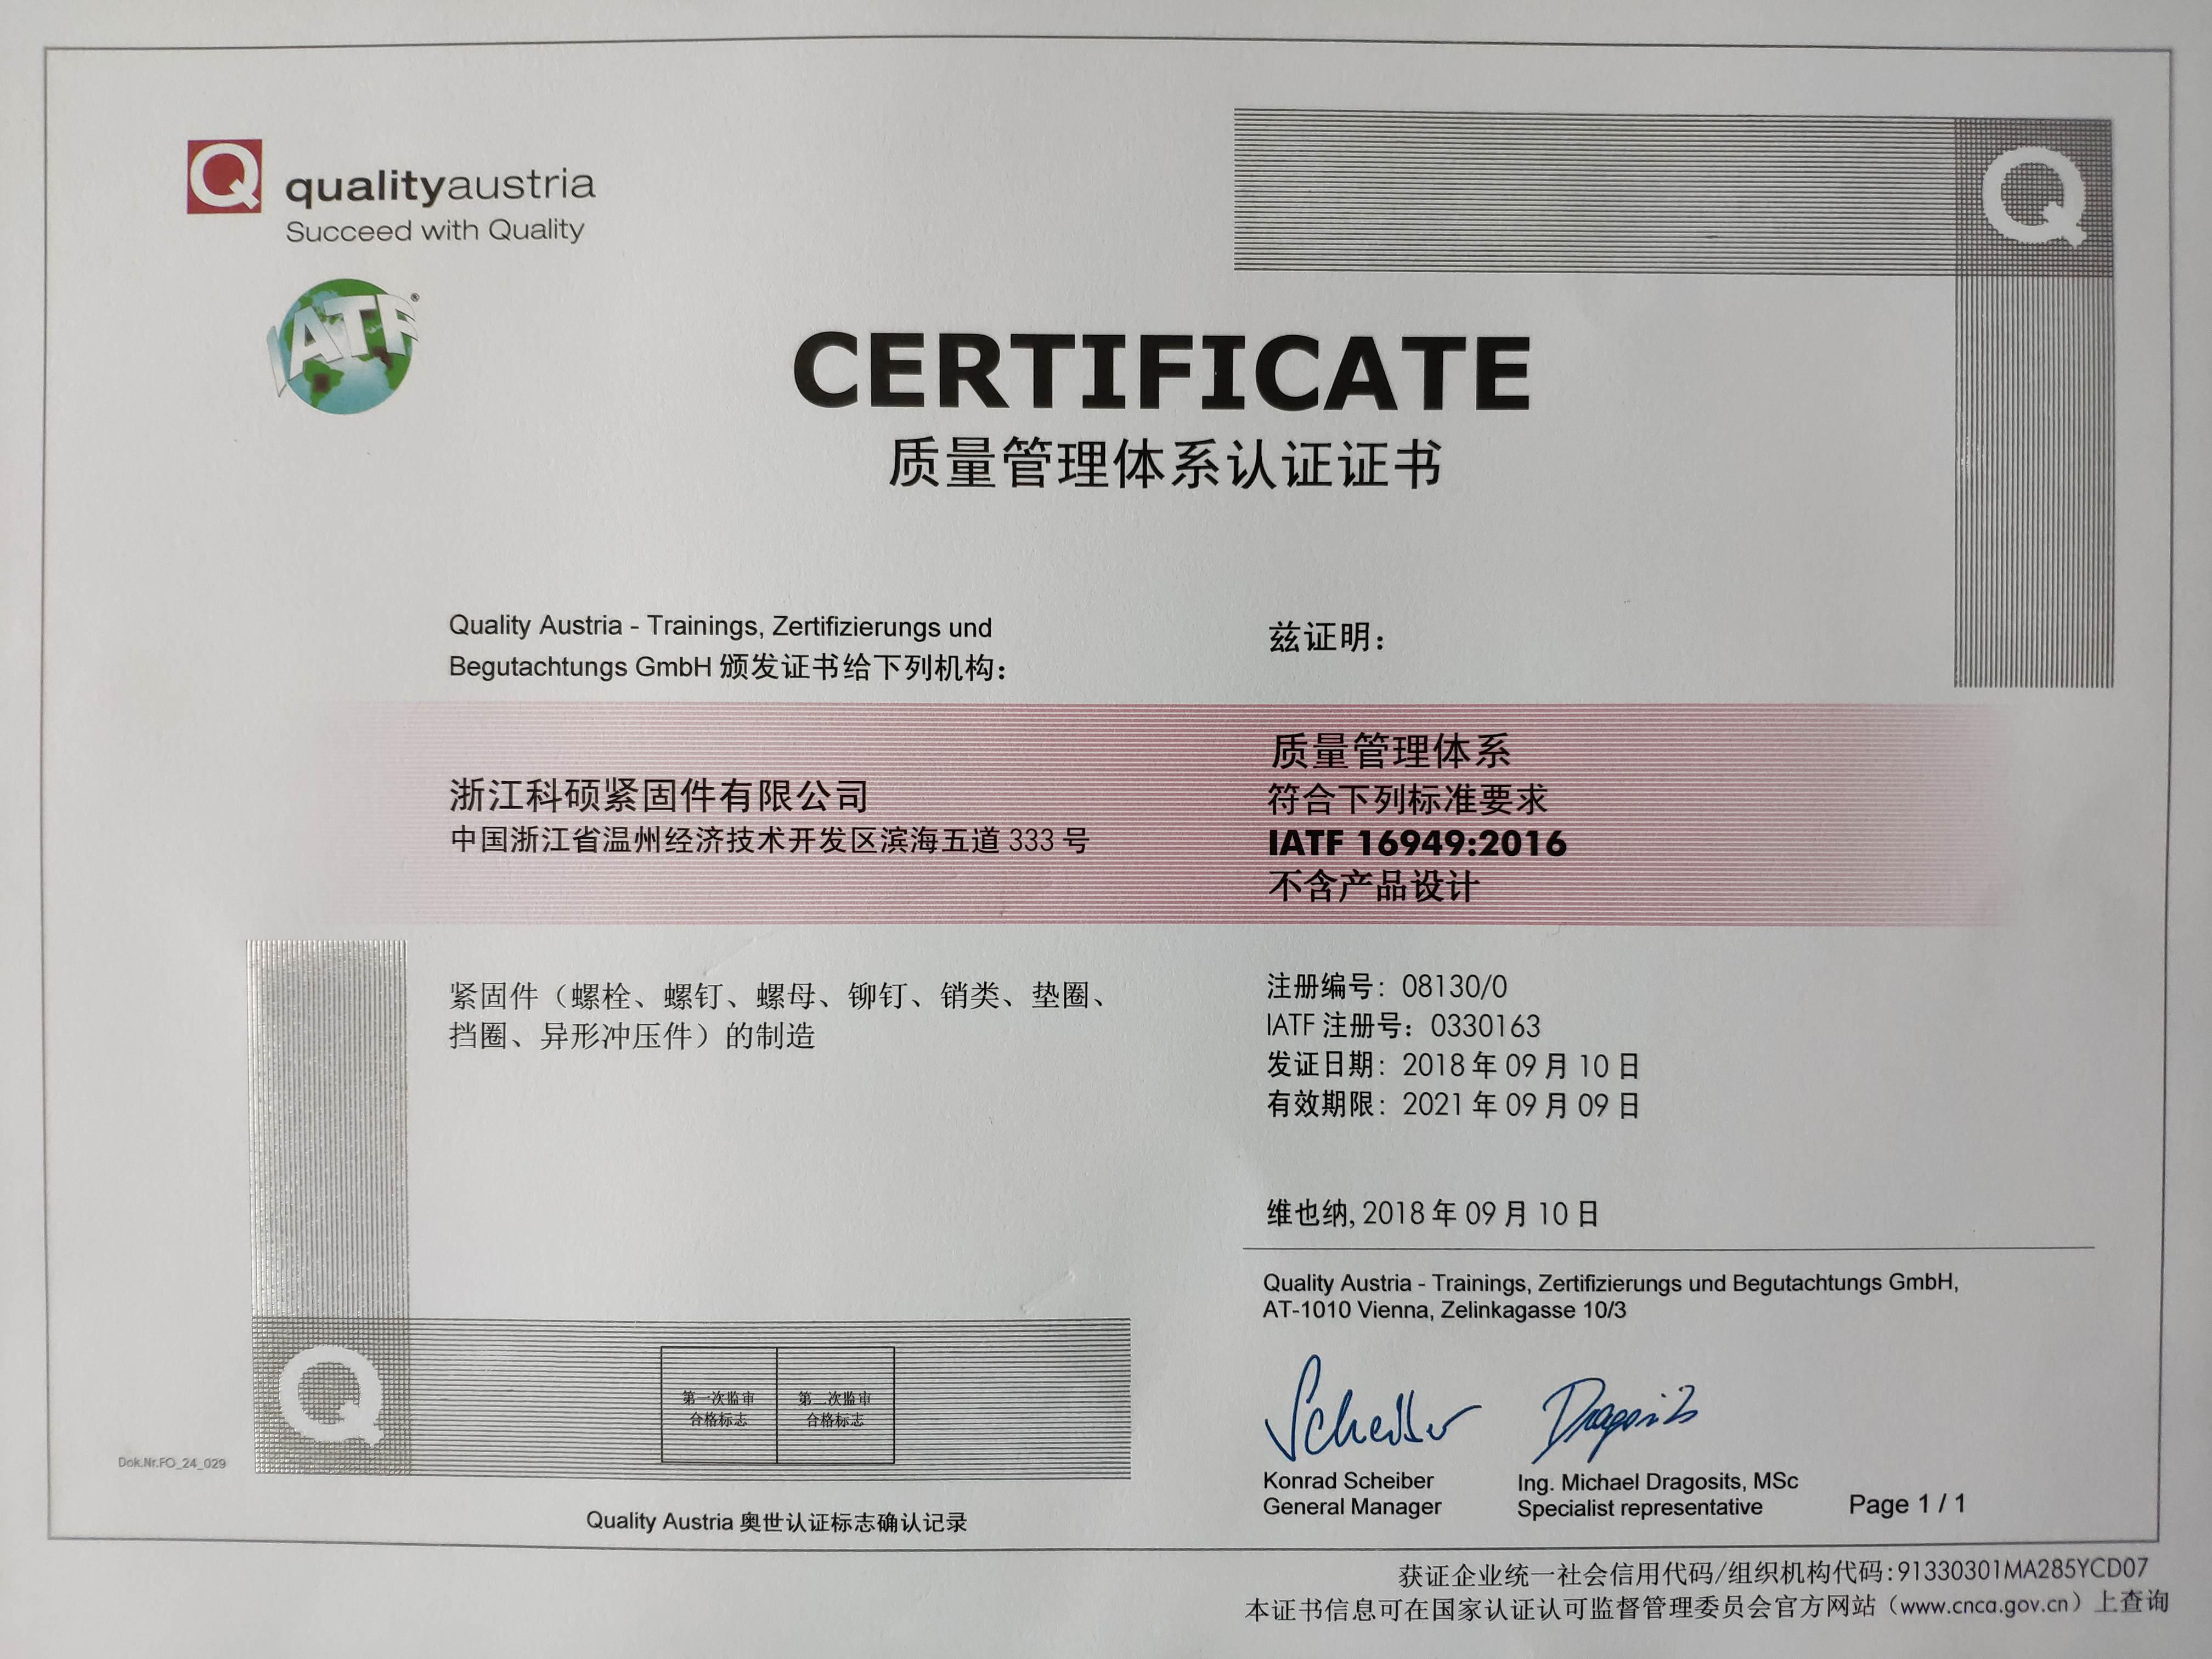 Q qualityaustria
Succeed with Quality
IATF®
Q
CERTIFICATE
质量管理体系认证证书
Quality Austria - Trainings, Zertifizierungs und
Begutachtungs GmbH 颁发证书给下列机构：
兹证明：
浙江科硕紧固件有限公司
中国浙江省温州经济技术开发区滨海五道 333 号
质量管理体系
符合下列标准要求
IATF 16949:2016
不含产品设计
紧固件（螺栓、螺钉、螺母、铆钉、销类、垫圈、
挡圈、异形冲压件）的制造
注册编号：08130/0
IATF 注册号：0330163
发证日期：2018 年 09 月 10 日
有效期限：2021 年 09 月 09 日
维也纳, 2018 年 09 月 10 日
Quality Austria - Trainings, Zertifizierungs und Begutachtungs GmbH,
AT-1010 Vienna, Zelinkagasse 10/3
Q
第一次监审
合格标志
第二次监审
合格标志
Scheiber
Dragosits
Konrad Scheiber
General Manager
Ing. Michael Dragosits, MSc
Specialist representative
Page 1 / 1
Dok.Nr.FO_24_029
Quality Austria 奥世认证标志确认记录
获证企业统一社会信用代码/组织机构代码:91330301MA285YCD07
本证书信息可在国家认证认可监督管理委员会官方网站（www.cnca.gov.cn）上查询